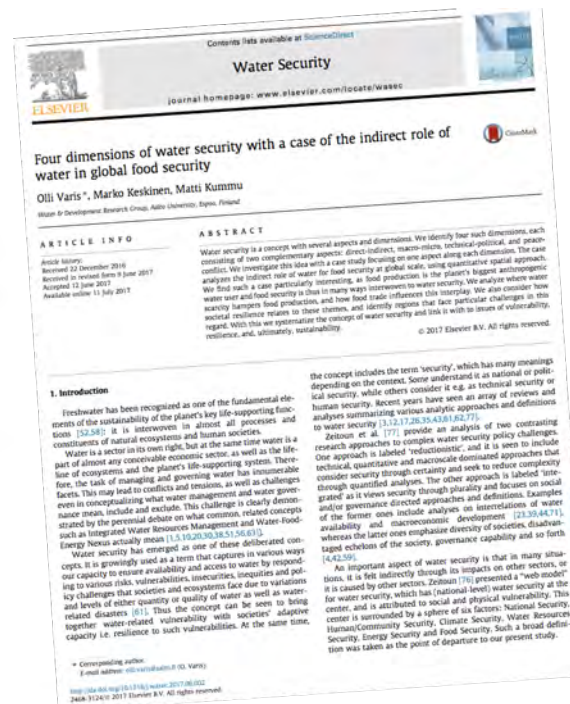 Contents lists available at ScienceDirect
Water Security
ELSEVIER
journal homepage: www.elsevier.com/locate/wasec
Four dimensions of water security with a case of the indirect role of
water in global food security
CrossMark
Olli Varis *, Marko Keskinen, Matti Kummu
Water & Development Research Group, Aalto University, Espoo, Finland
ARTICLE INFO
Article history:
Received 22 December 2016
Received in revised form 9 June 2017
Accepted 12 June 2017
Available online 11 July 2017
ABSTRACT
Water security is a concept with several aspects and dimensions. We identify four such dimensions, each
consisting of two complementary aspects: direct-indirect, macro-micro, technical-political, and peace-
conflict. We investigate this idea with a case study focusing on one aspect along each dimension. The case
analyzes the indirect role of water for food security at global scale, using quantitative spatial approach.
We find such a case particularly interesting, as food production is the planet's biggest anthropogenic
water user and food security is thus in many ways interwoven to water security. We analyze where water
scarcity hampers food production, and how food trade influences this interplay. We also consider how
societal resilience relates to these themes, and identify regions that face particular challenges in this
regard. With this we systematize the concept of water security and link it with to issues of vulnerability,
resilience, and, ultimately, sustainability.
© 2017 Elsevier B.V. All rights reserved.
1. Introduction
Freshwater has been recognized as one of the fundamental ele-
ments of the sustainability of the planet's key life-supporting func-
tions [52,58]: it is interwoven in almost all processes and
constituents of natural ecosystems and human societies.
Water is a sector in its own right, but at the same time water is a
part of almost any conceivable economic sector, as well as the life-
line of ecosystems and the planet's life-supporting system. There-
fore, the task of managing and governing water has innumerable
facets. This may lead to conflicts and tensions, as well as challenges
even in conceptualizing what water management and water gover-
nance mean, include and exclude. This challenge is clearly demon-
strated by the perennial debate on what common, related concepts
such as Integrated Water Resources Management and Water-Food-
Energy Nexus actually mean [1,5,10,20,30,38,51,56,63].
Water security has emerged as one of these deliberated con-
cepts. It is growingly used as a term that captures in various ways
our capacity to ensure availability and access to water by respond-
ing to various risks, vulnerabilities, insecurities, inequities and pol-
icy challenges that societies and ecosystems face due to variations
and levels of either quantity or quality of water as well as water-
related disasters [61]. Thus the concept can be seen to bring
together water-related vulnerability with societies' adaptive
capacity i.e. resilience to such vulnerabilities. At the same time,
* Corresponding author.
E-mail address: olli.varis@aalto.fi (O. Varis).
http://dx.doi.org/10.1016/j.wasec.2017.06.002
2468-3124/© 2017 Elsevier B.V. All rights reserved.
the concept includes the term 'security', which has many meanings
depending on the context. Some understand it as national or polit-
ical security, while others consider it e.g. as technical security or
human security. Recent years have seen an array of reviews and
analyses summarizing various analytic approaches and definitions
to water security [3,12,17,26,35,43,61,62,77].
Zeitoun et al. [77] provide an analysis of two contrasting
research approaches to complex water security policy challenges.
One approach is labeled 'reductionistic', and it is seen to include
technical, quantitative and macroscale dominated approaches that
consider security through certainty and seek to reduce complexity
through quantified analyses. The other approach is labeled 'inte-
grated' as it views security through plurality and focuses on social
and/or governance directed approaches and definitions. Examples
of the former ones include analyses on interrelations of water
availability and macroeconomic development [23,39,44,71],
whereas the latter ones emphasize diversity of societies, disadvan-
taged echelons of the society, governance capability and so forth
[4,42,59].
An important aspect of water security is that in many situa-
tions, it is felt indirectly through its impacts on other sectors, or
it is caused by other sectors. Zeitoun [76] presented a "web model"
for water security, which has (national-level) water security at the
center, and is attributed to social and physical vulnerability. This
center is surrounded by a sphere of six factors: National Security,
Human/Community Security, Climate Security, Water Resources
Security, Energy Security and Food Security. Such a broad defini-
tion was taken as the point of departure to our present study.